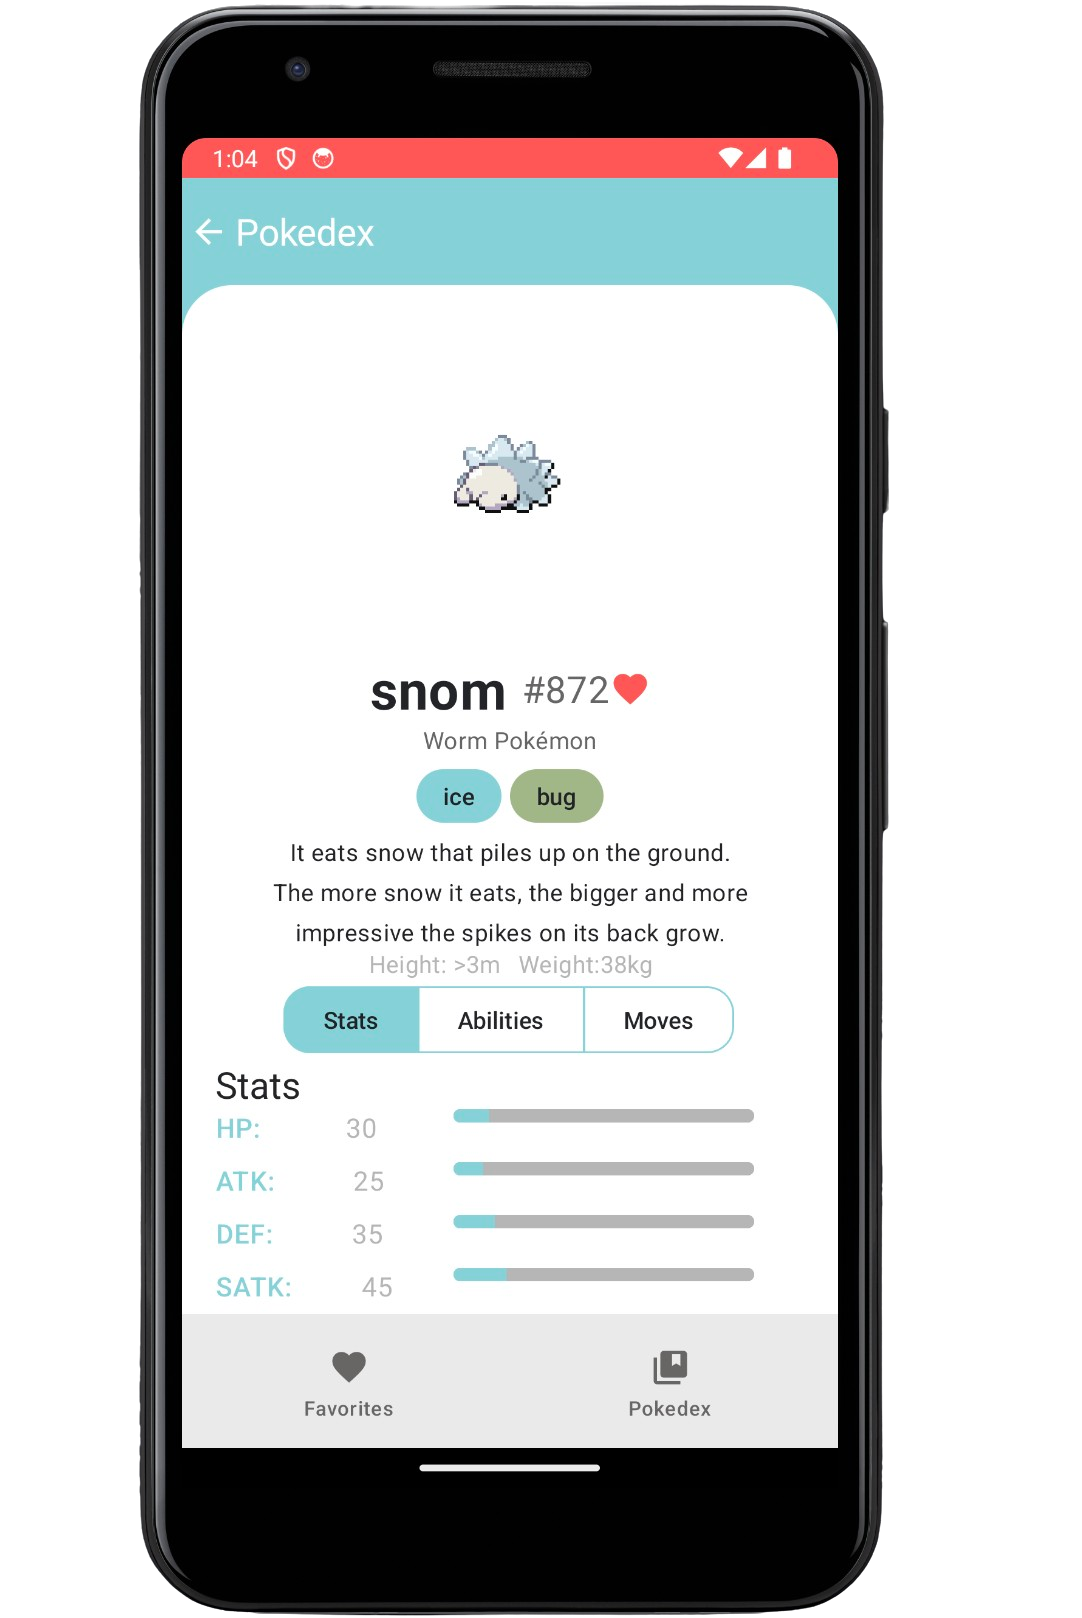 1:04
Pokedex
snom #872
Worm Pokémon
ice bug
It eats snow that piles up on the ground.
The more snow it eats, the bigger and more
impressive the spikes on its back grow.
Height: >3m Weight:38kg
Stats Abilities Moves
Stats
HP: 30
ATK: 25
DEF: 35
SATK: 45
Favorites Pokedex